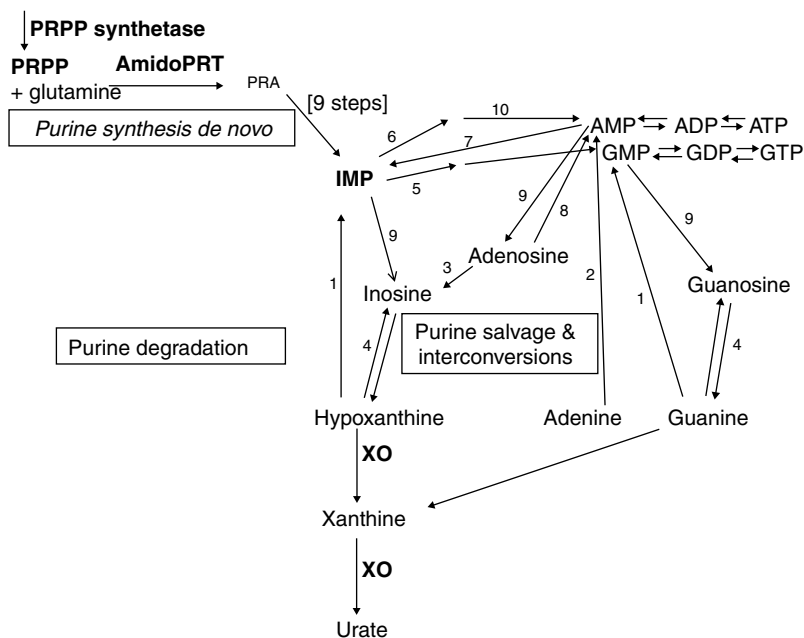 PRPP synthetase
PRPP
AmidoPRT
+ glutamine
PRA
[9 steps]
Purine synthesis de novo
6
10
7
5
AMP
ADP
ATP
GMP
GDP
GTP
IMP
9
8
9
9
Adenosine
3
1
2
1
Inosine
Guanosine
Purine degradation
4
Purine salvage &
interconversions
4
Hypoxanthine
Adenine
Guanine
XO
Xanthine
XO
Urate